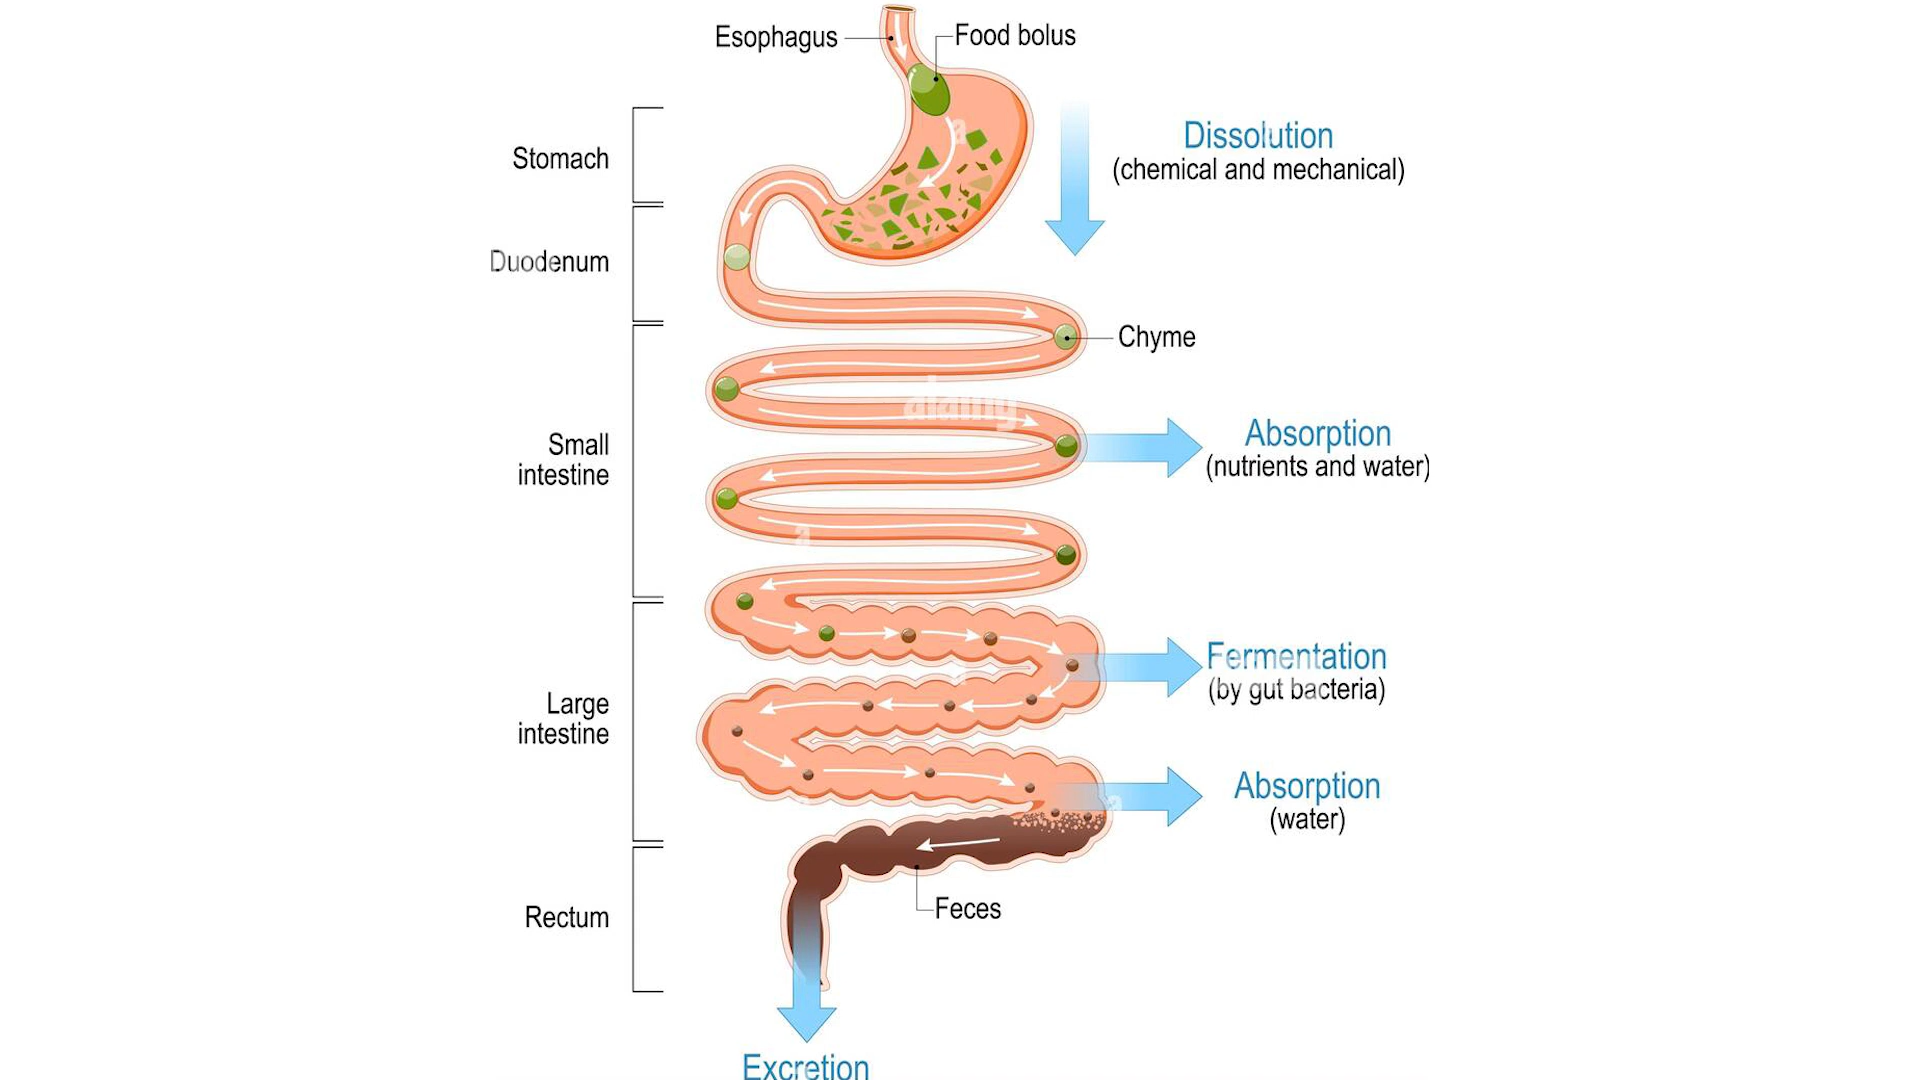 Esophagus
Food bolus
Stomach
Dissolution
(chemical and mechanical)
Duodenum
Chyme
Small
intestine
Absorption
(nutrients and water)
alamy
Large
intestine
Fermentation
(by gut bacteria)
Absorption
(water)
Rectum
Feces
Excretion
a
a
a
a